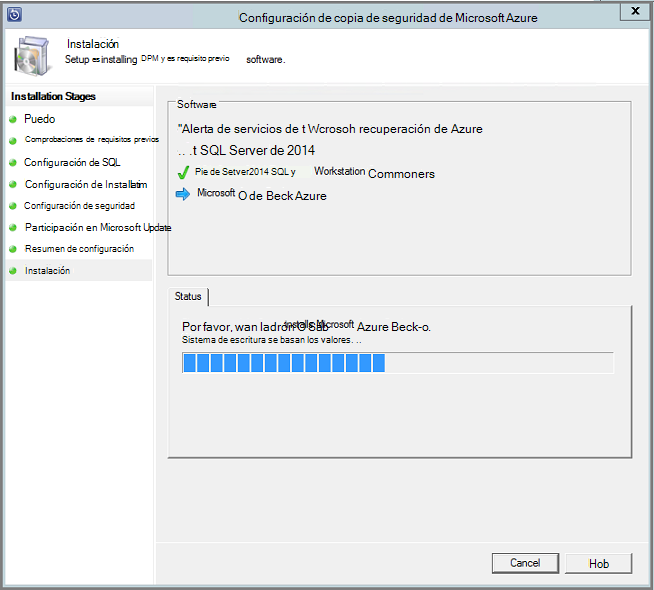 Configuración de copia de seguridad de Microsoft Azure
x
Instalación
Setup es installing DPM y es requisito previo software.
Installation Stages
Puedo
Comprobaciones de requisitos previos
Configuración de SQL
Configuración de Installatim
Configuración de seguridad
Participación en Microsoft Update
Resumen de configuración
Instalación
Software
"Alerta de servicios de t Wcrosoh recuperación de Azure
.. .t SQL Server de 2014
Pie de Setver2014 SQL y Workstation Commoners
Microsoft O de Beck Azure
Status
Por favor, wan ladrón O Sab Microsoft Azure Beck-o.
Sistema de escritura se basan los valores. ..
Cancel
Hob